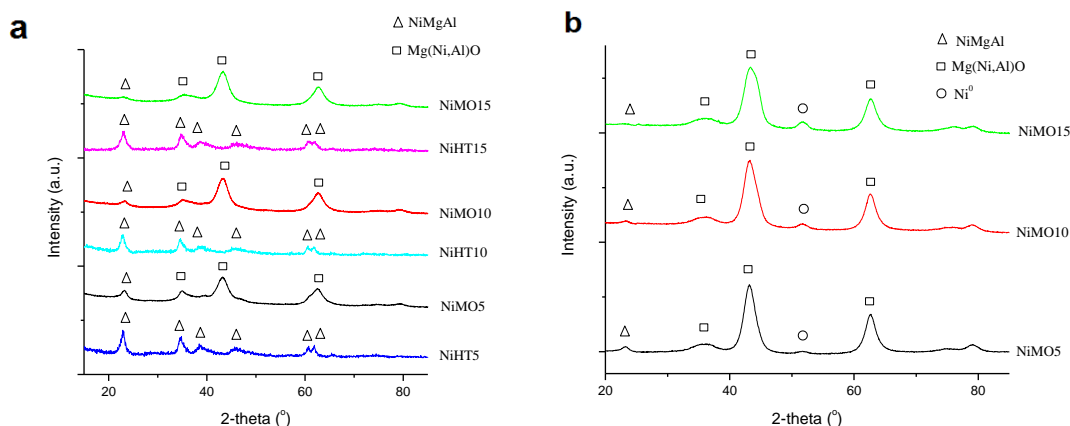 a
△ NiMgAl
□ Mg(Ni,Al)O
NiMO15
NiHT15
NiMO10
NiHT10
NiMO5
NiHT5
Intensity (a.u.)
20 40 60 80
2-theta (°)
b
△ NiMgAl
□ Mg(Ni,Al)O
○ Ni⁰
NiMO15
NiMO10
NiMO5
Intensity (a.u.)
20 40 60 80
2-theta (°)